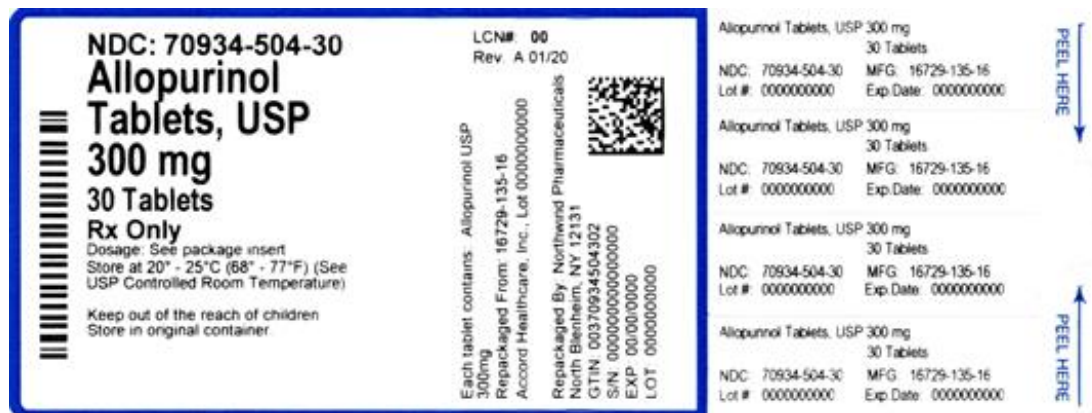 NDC: 70934-504-30
Allopurinol
Tablets, USP
300 mg
30 Tablets
Rx Only
Dosage: See package insert
Store at 20° - 25°C (68° - 77°F) (See
USP Controlled Room Temperature)
Keep out of the reach of children
Store in original container
LCN#: 00
Rev. A 01/20
Each tablet contains: Allopurinol USP
300mg
Repackaged From: 16729-135-16
Accord Healthcare, Inc., Lot 0000000000
Repackaged By: Northwind Pharmaceuticals
North Blenheim, NY 12131
GTIN: 00370934504302
S/N: 00000000000000
EXP 00/00/0000
LOT 0000000000
Allopurinol Tablets, USP 300 mg
30 Tablets
NDC: 70934-504-30 MFG: 16729-135-16
Lot #: 0000000000 Exp.Date: 0000000000
Allopurinol Tablets, USP 300 mg
30 Tablets
NDC: 70934-504-30 MFG: 16729-135-16
Lot #: 0000000000 Exp.Date: 0000000000
Allopurinol Tablets, USP 300 mg
30 Tablets
NDC: 70934-504-30 MFG: 16729-135-16
Lot #: 0000000000 Exp.Date: 0000000000
Allopurinol Tablets, USP 300 mg
30 Tablets
NDC: 70934-504-30 MFG: 16729-135-16
Lot #: 0000000000 Exp.Date: 0000000000
PEEL HERE
PEEL HERE